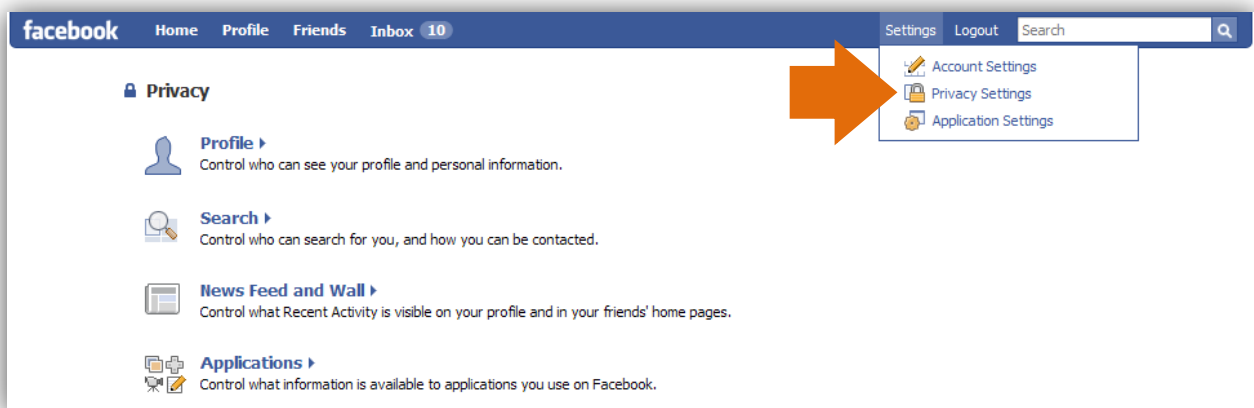 facebook Home Profile Friends Inbox 10 Settings Logout Search
Account Settings
Privacy Settings
Application Settings
Privacy
Profile
Control who can see your profile and personal information.
Search
Control who can search for you, and how you can be contacted.
News Feed and Wall
Control what Recent Activity is visible on your profile and in your friends' home pages.
Applications
Control what information is available to applications you use on Facebook.